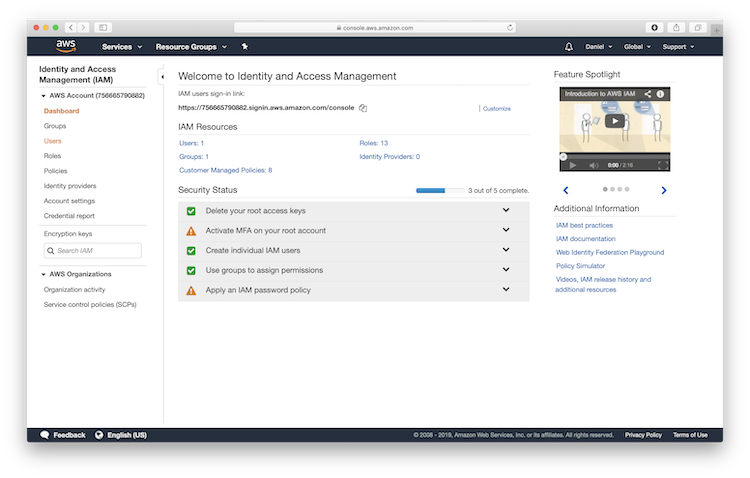 console.aws.amazon.com
aws
Services
Resource Groups
Daniel
Global
Support
Identity and Access
Management (IAM)
AWS Account (756665790882)
Dashboard
Groups
Users
Roles
Policies
Identity providers
Account settings
Credential report
Encryption keys
Search IAM
AWS Organizations
Organization activity
Service control policies (SCPs)
Welcome to Identity and Access Management
IAM users sign-in link:
https://756665790882.signin.aws.amazon.com/console
Customize
IAM Resources
Users: 1
Roles: 13
Groups: 1
Identity Providers: 0
Customer Managed Policies: 8
Security Status
3 out of 5 complete.
Delete your root access keys
Activate MFA on your root account
Create individual IAM users
Use groups to assign permissions
Apply an IAM password policy
Feature Spotlight
Introduction to AWS IAM
0:00 / 2:16
Additional Information
IAM best practices
IAM documentation
Web Identity Federation Playground
Policy Simulator
Videos, IAM release history and
additional resources
Feedback
English (US)
© 2008 - 2019, Amazon Web Services, Inc. or its affiliates. All rights reserved.
Privacy Policy
Terms of Use